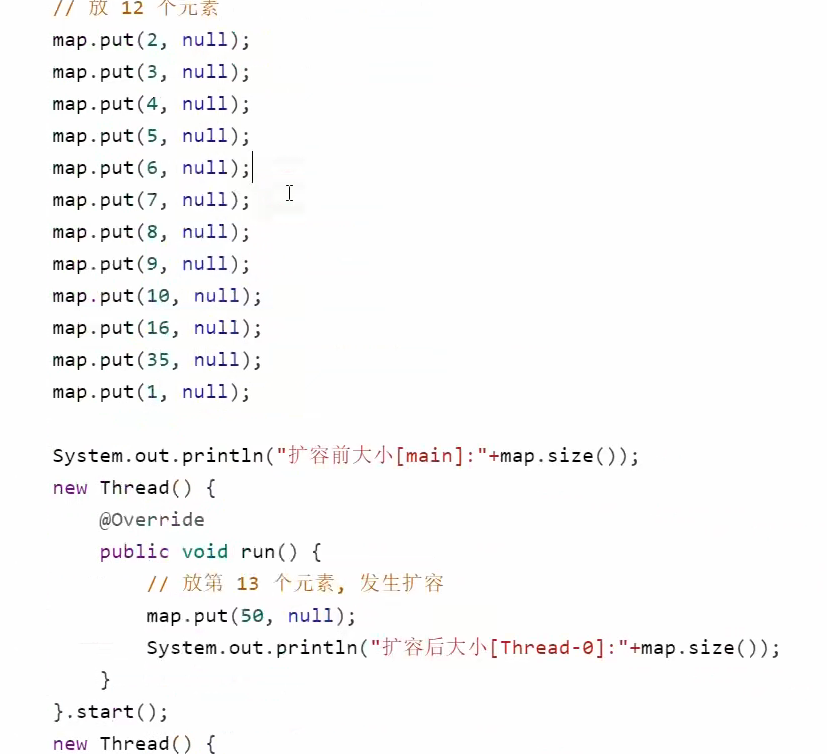 // 放 12 个元素
map.put(2, null);
map.put(3, null);
map.put(4, null);
map.put(5, null);
map.put(6, null);
map.put(7, null);
map.put(8, null);
map.put(9, null);
map.put(10, null);
map.put(16, null);
map.put(35, null);
map.put(1, null);
System.out.println("扩容前大小[main]:"+map.size());
new Thread() {
@Override
public void run() {
// 放第 13 个元素, 发生扩容
map.put(50, null);
System.out.println("扩容后大小[Thread-0]:"+map.size());
}
}.start();
new Thread() {